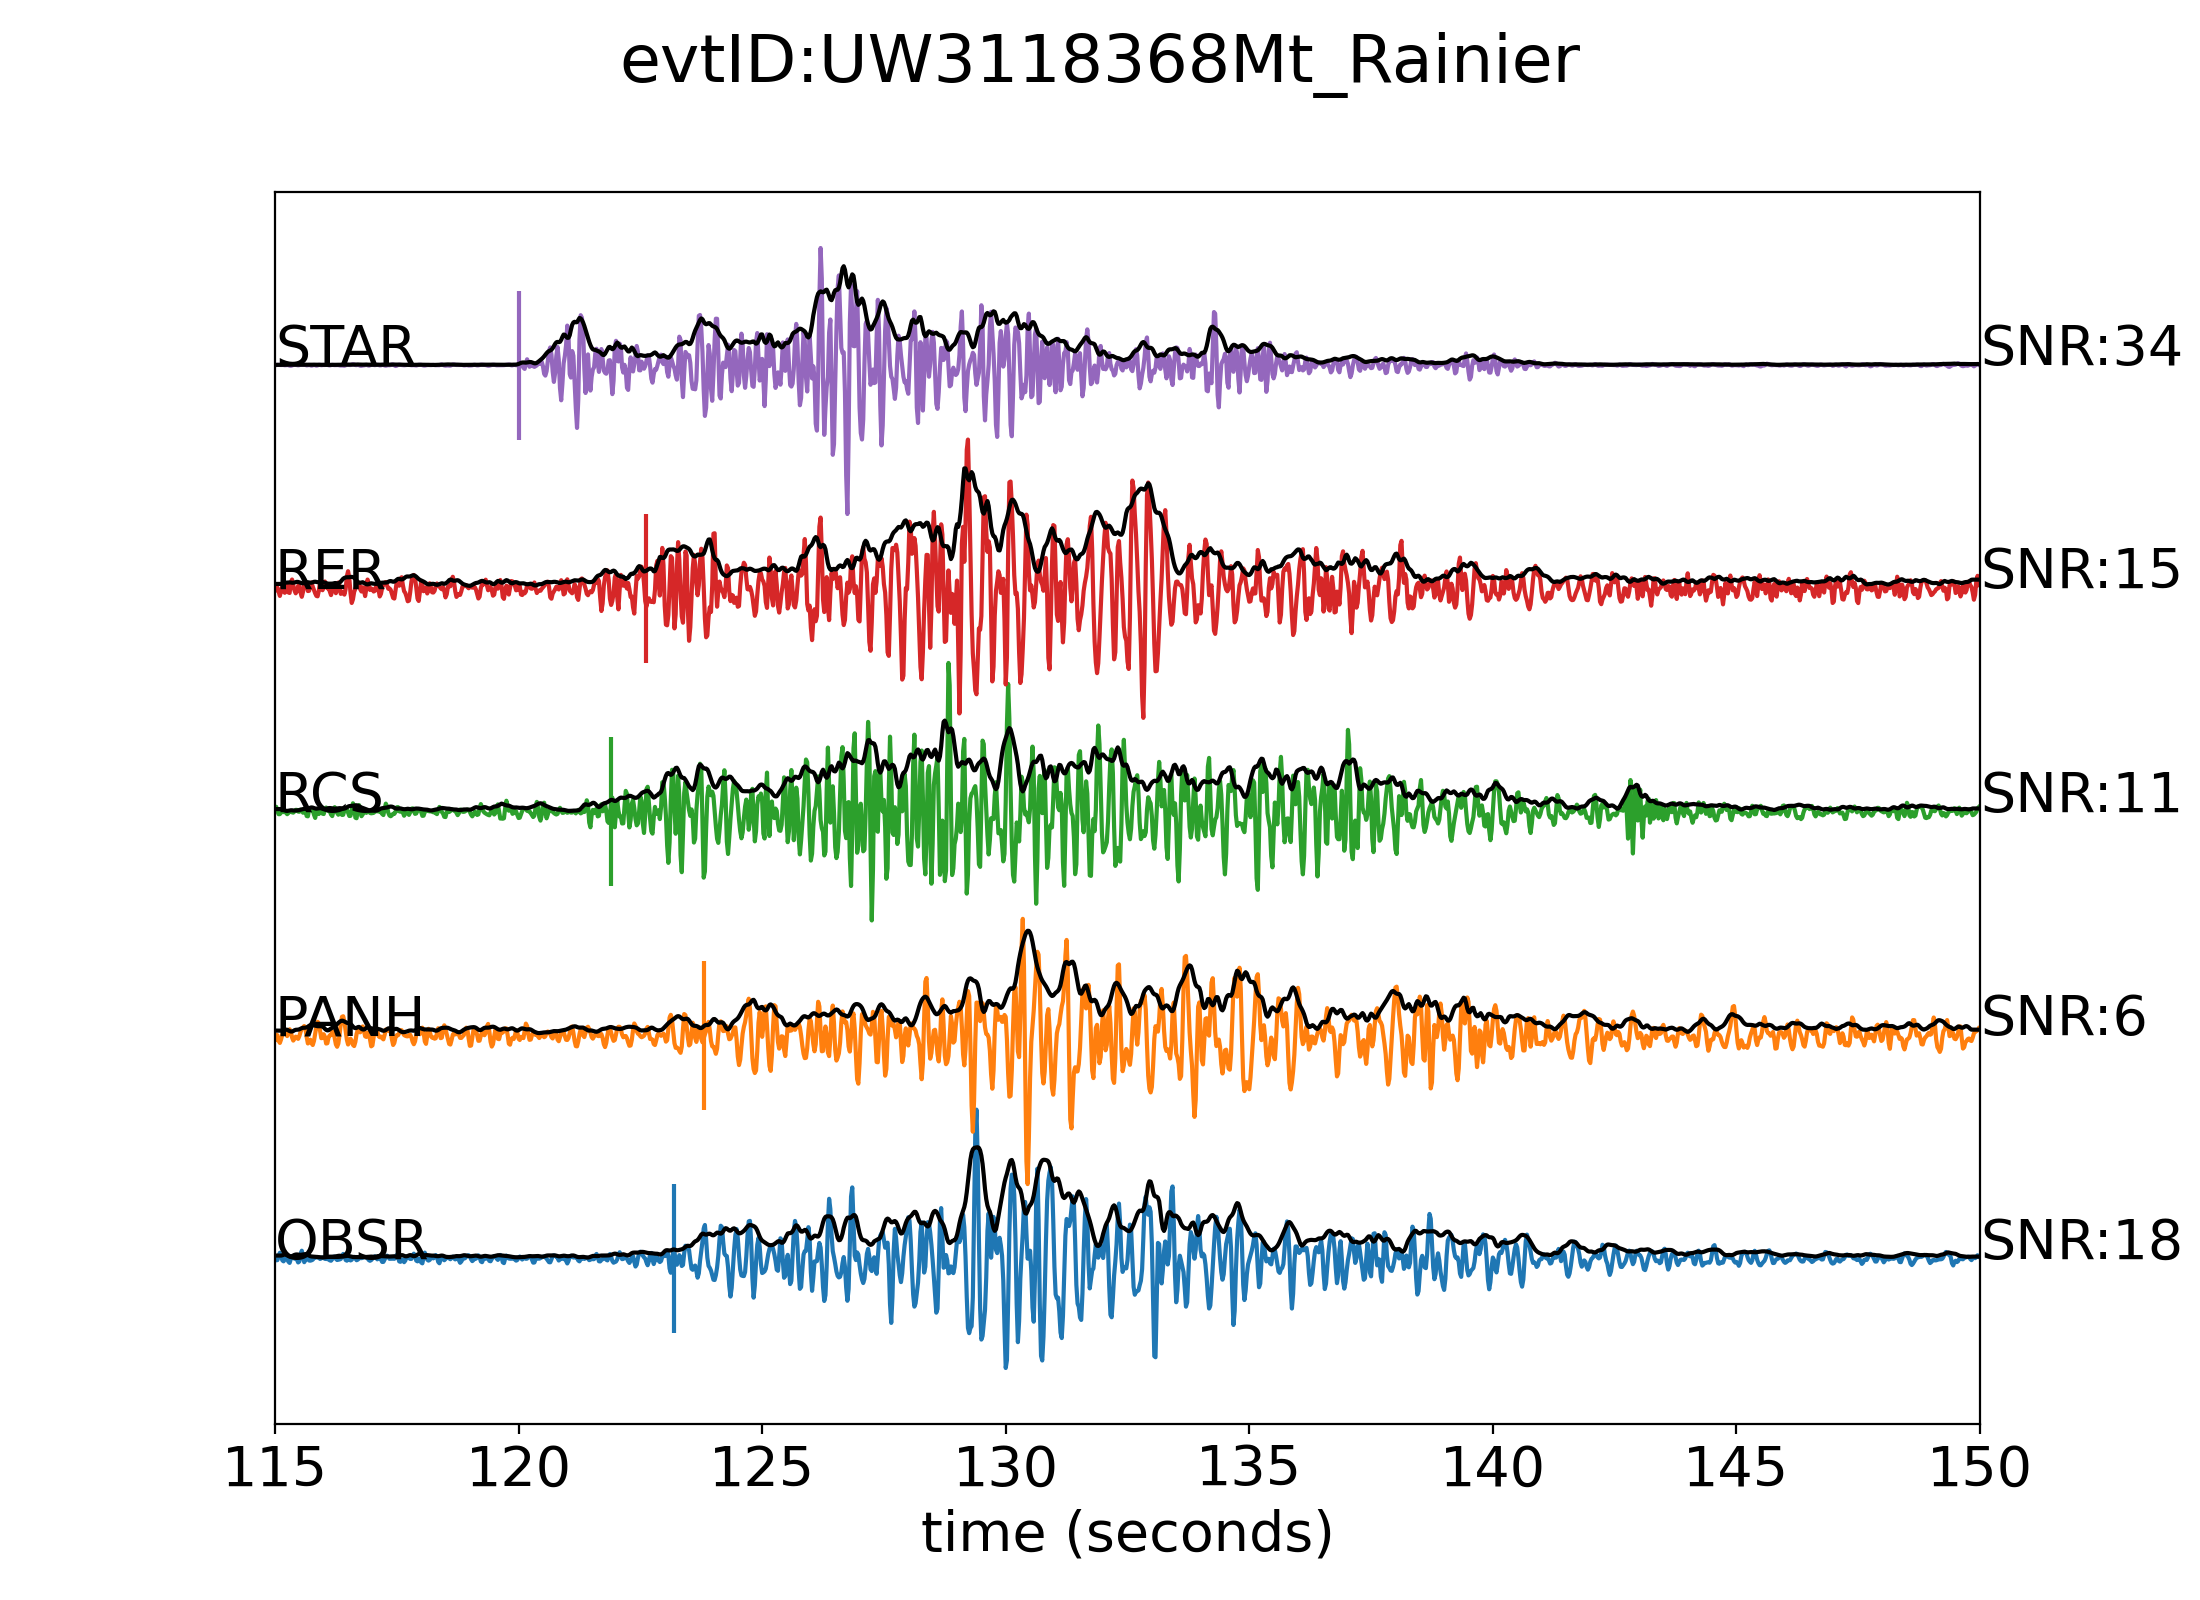 evtID:UW3118368Mt_Rainier
STAR SNR:34
RER SNR:15
RCS SNR:11
PANH SNR:6
OBSR SNR:18
115 120 125 130 135 140 145 150
time (seconds)